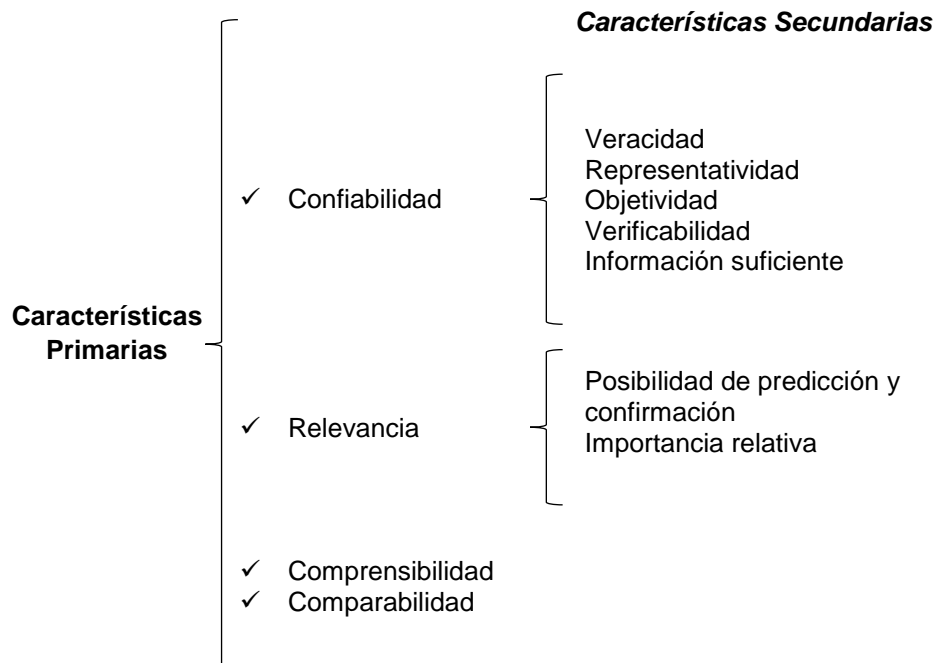 Características Secundarias
Veracidad
Representatividad
✓ Confiabilidad
Objetividad
Verificabilidad
Información suficiente
Características
Primarias
Posibilidad de predicción y
confirmación
✓ Relevancia
Importancia relativa
✓ Comprensibilidad
✓ Comparabilidad